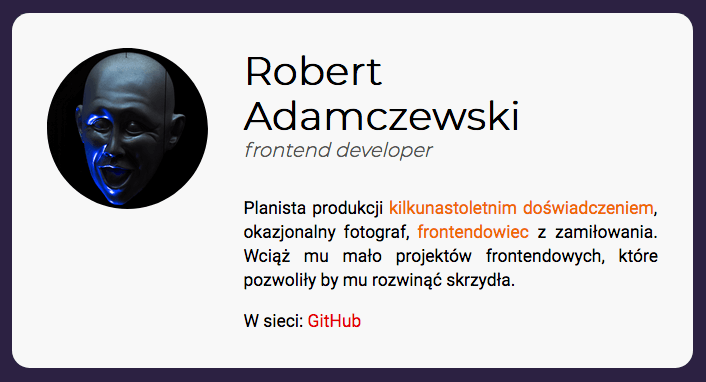 Robert
Adamczewski
frontend developer
Planista produkcji kilkunastoletnim doświadczeniem,
okazjonalny fotograf, frontendowiec z zamiłowania.
Wciąż mu mało projektów frontendowych, które
pozwoliły by mu rozwinąć skrzydła.
W sieci: GitHub